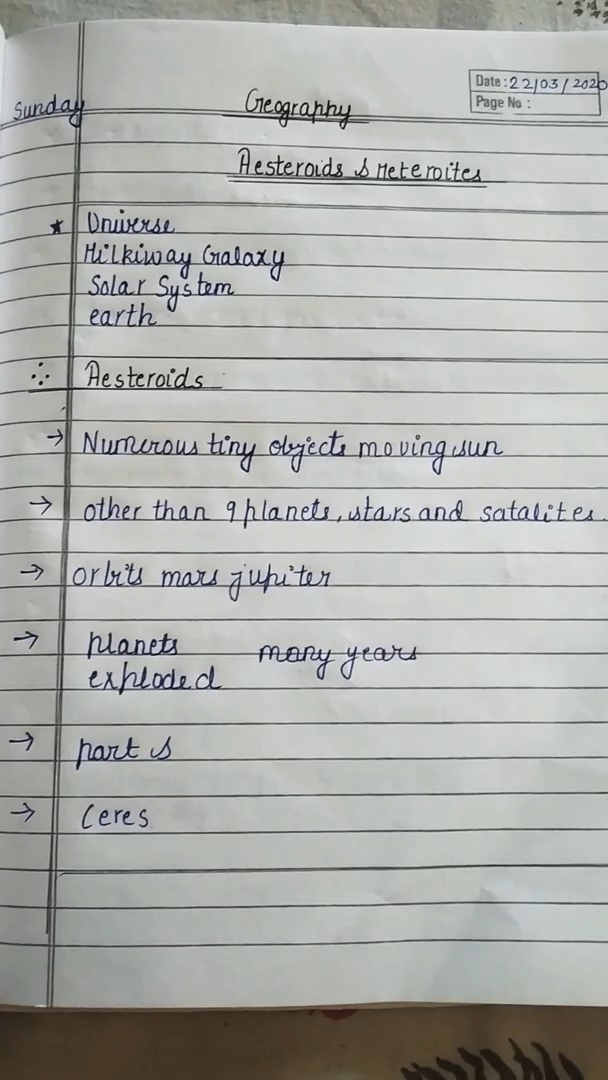 Sunday Geography Date: 22/03/2020
Page No:
Aesteroids & Meteroites
★ Universe
Milkiway Galaxy
Solar System
earth
∴ Aesteroids
→ Numerous tiny objects moving sun
→ other than 9 planets, stars and satalites.
→ orbits mars jupiter
→ planets many years
exploded
→ part s
→ Ceres